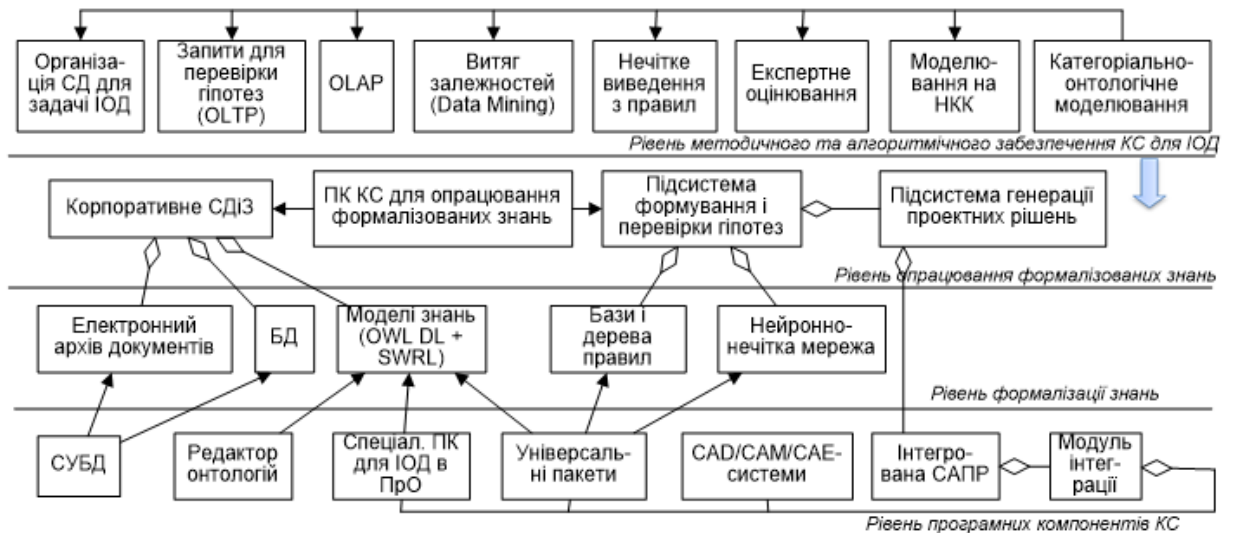 Організа-
ція СД для
задачі ІОД
Запити для
перевірки
гіпотез
(OLTP)
OLAP
Витяг
залежностей
(Data Mining)
Нечітке
виведення
з правил
Експертне
оцінювання
Моделю-
вання на
НКК
Категоріально-
онтологічне
моделювання
Рівень методичного та алгоритмічного забезпечення КС для ІОД
Корпоративне СДіЗ
ПК КС для опрацювання
формалізованих знань
Підсистема
формування і
перевірки гіпотез
Підсистема генерації
проектних рішень
Рівень опрацювання формалізованих знань
Електронний
архів документів
БД
Моделі знань
(OWL DL +
SWRL)
Бази і
дерева
правил
Нейронно-
нечітка мережа
Рівень формалізації знань
СУБД
Редактор
онтологій
Спеціал. ПК
для ІОД в
ПрО
Універсаль-
ні пакети
CAD/CAM/CAE-
системи
Інтегро-
вана САПР
Модуль
інтег-
рації
Рівень програмних компонентів КС